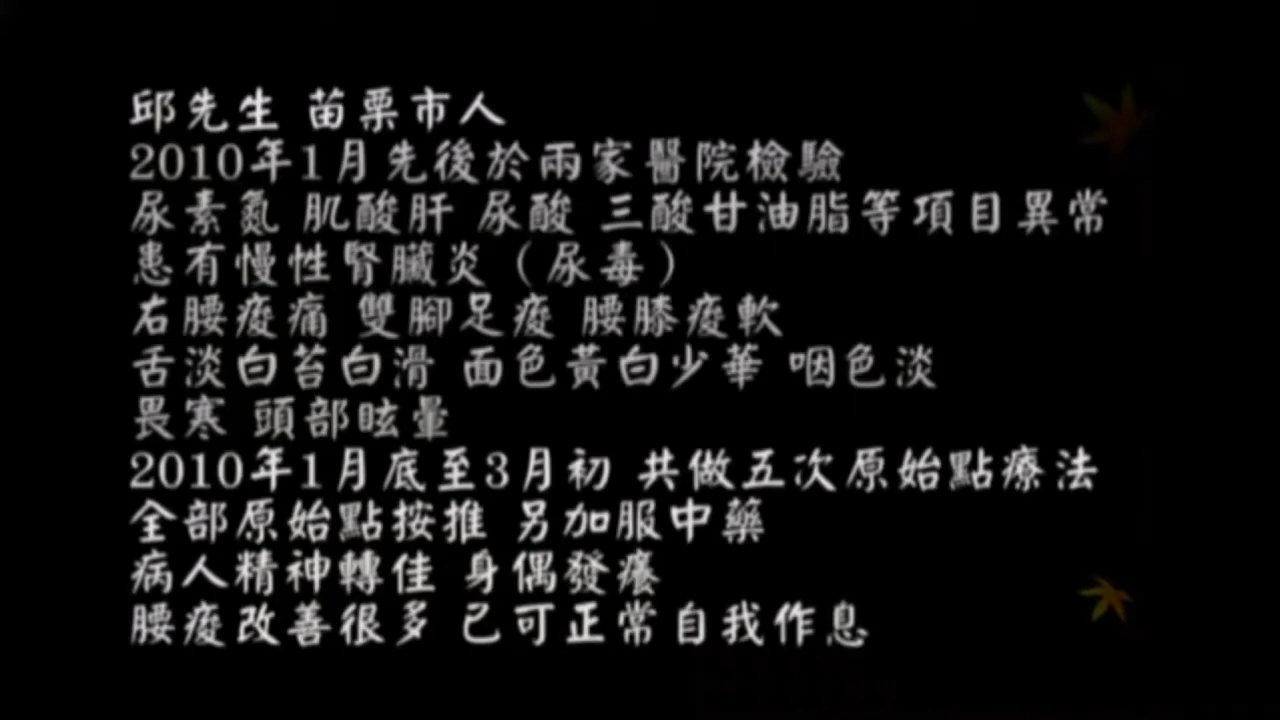 邱先生 苗栗市人
2010年1月先後於兩家醫院檢驗
尿素氮 肌酸肝 尿酸 三酸甘油脂等項目異常
患有慢性腎臟炎（尿毒）
右腰痠痛 雙腳足痠 腰膝痠軟
舌淡白苔白滑 面色黃白少華 咽色淡
畏寒 頭部眩暈
2010年1月底至3月初 共做五次原始點療法
全部原始點按推 另加服中藥
病人精神轉佳 身偶發癢
腰痠改善很多 已可正常自我作息